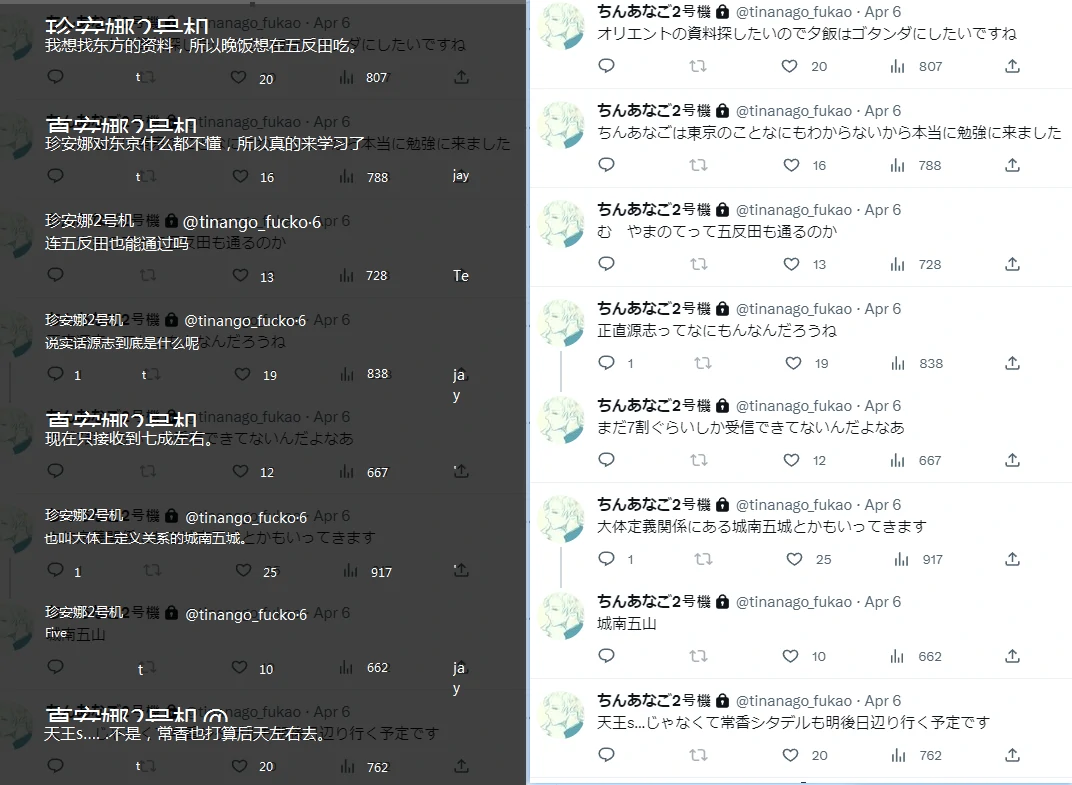 珍安娜2号机
我想找东方的资料，所以晚饭想在五反田吃。
t 20 807
真安娜2号机
珍安娜对东京什么都不懂，所以真的来学习了
t 16 788 jay
珍安娜2号机 @tinango_fucko·6
连五反田也能通过吗
13 728 Te
珍安娜2号机 @tinango_fucko·6
说实话源志到底是什么呢
1 t 19 838 ja
y
真安娜2号机
现在只接收到七成左右。
12 667 '
珍安娜2号机 @tinango_fucko·6
也叫大体上定义关系的城南五城。
1 25 917 '
珍安娜2号机 @tinango_fucko·6
Five
t 10 662 ja
y
真安娜2号机 @
天王s.... .不是，常香也打算后天左右去。
t 20 762
ちんあなご2号機 @tinanago_fukao · Apr 6
オリエントの資料探したいので夕飯はゴタンダにしたいですね
20 807
ちんあなご2号機 @tinanago_fukao · Apr 6
ちんあなごは東京のことなにもわからないから本当に勉強に来ました
16 788
ちんあなご2号機 @tinanago_fukao · Apr 6
む　やまのてって五反田も通るのか
13 728
ちんあなご2号機 @tinanago_fukao · Apr 6
正直源志ってなにもんなんだろうね
1 19 838
ちんあなご2号機 @tinanago_fukao · Apr 6
まだ7割ぐらいしか受信できてないんだよなあ
12 667
ちんあなご2号機 @tinanago_fukao · Apr 6
大体定義関係にある城南五城とかもいってきます
1 25 917
ちんあなご2号機 @tinanago_fukao · Apr 6
城南五山
10 662
ちんあなご2号機 @tinanago_fukao · Apr 6
天王s...じゃなくて常香シタデルも明後日辺り行く予定です
20 762